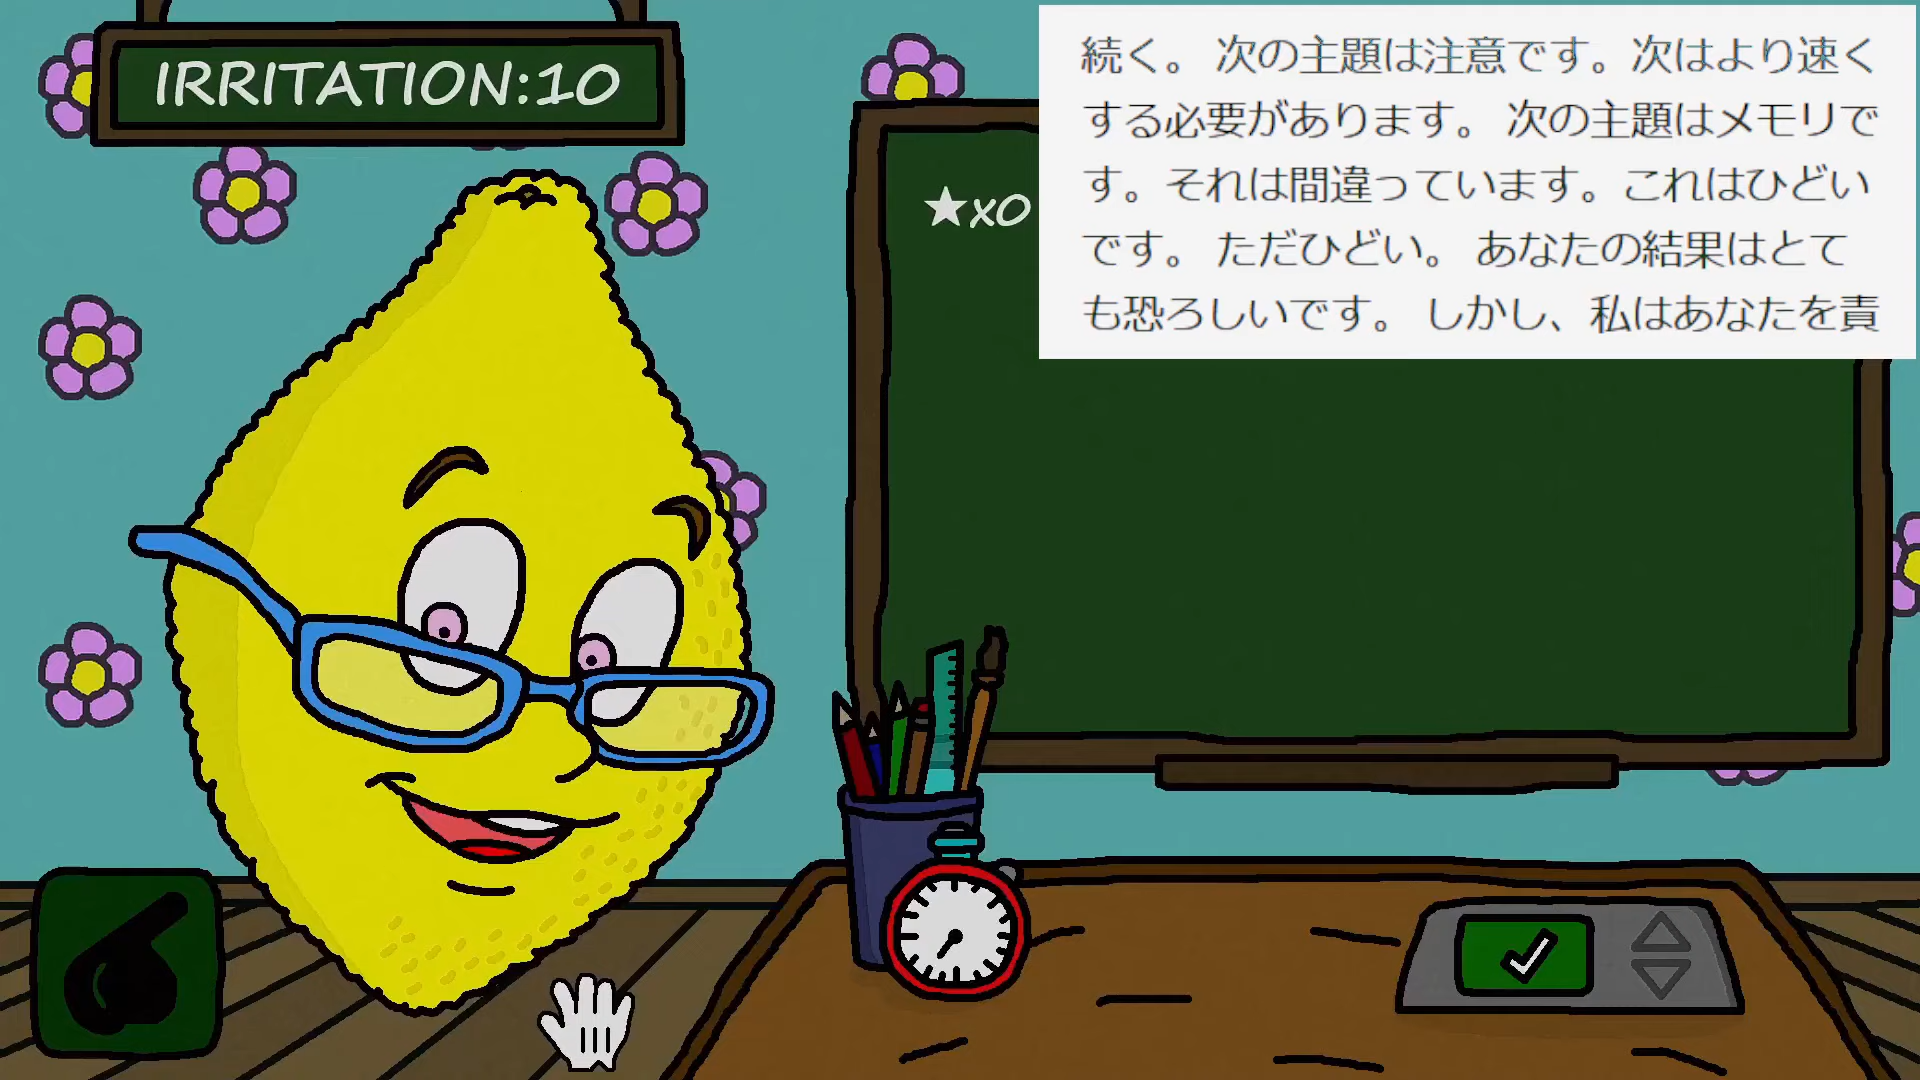 IRRITATION:10
続く。 次の主題は注意です。次はより速く
する必要があります。 次の主題はメモリで
す。それは間違っています。これはひどい
です。 ただひどい。 あなたの結果はとて
も恐ろしいです。 しかし、私はあなたを責
★x0